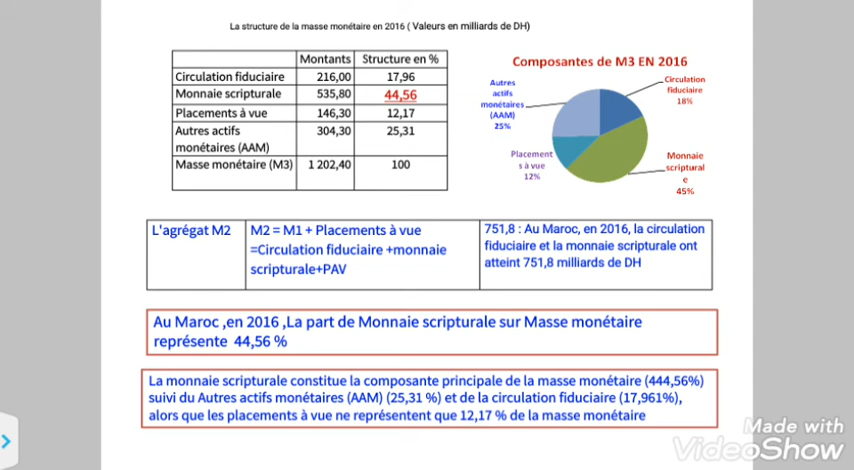 La structure de la masse monétaire en 2016 ( Valeurs en milliards de DH)
Montants Structure en %
Circulation fiduciaire 216,00 17,96
Monnaie scripturale 535,80 44,56
Placements à vue 146,30 12,17
Autres actifs 304,30 25,31
monétaires (AAM)
Masse monétaire (M3) 1 202,40 100
Composantes de M3 EN 2016
Autres
actifs
monétaires
(AAM)
25%
Circulation
fiduciaire
18%
Placement
s à vue
12%
Monnaie
scriptural
e
45%
L'agrégat M2
M2 = M1 + Placements à vue
=Circulation fiduciaire +monnaie
scripturale+PAV
751,8 : Au Maroc, en 2016, la circulation
fiduciaire et la monnaie scripturale ont
atteint 751,8 milliards de DH
Au Maroc ,en 2016 ,La part de Monnaie scripturale sur Masse monétaire
représente 44,56 %
La monnaie scripturale constitue la composante principale de la masse monétaire (444,56%)
suivi du Autres actifs monétaires (AAM) (25,31 %) et de la circulation fiduciaire (17,961%),
alors que les placements à vue ne représentent que 12,17 % de la masse monétaire
Made with
VideoShow